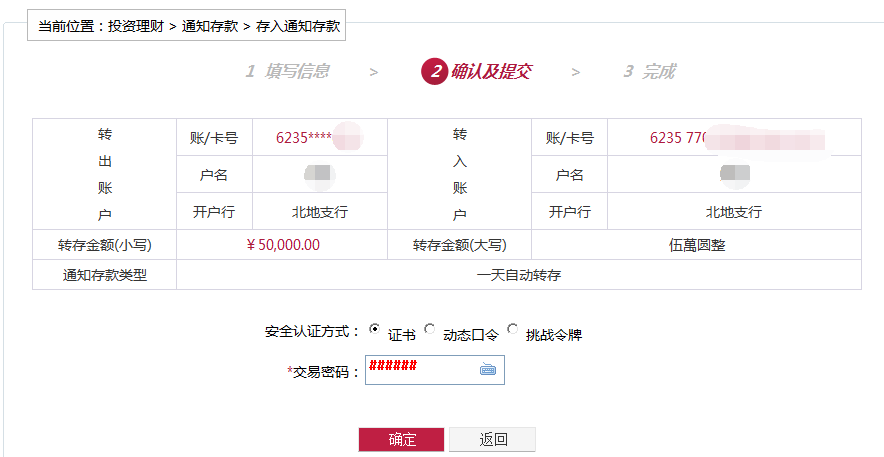 当前位置：投资理财 > 通知存款 > 存入通知存款
1 填写信息 > 2 确认及提交 > 3 完成
转出账户 账/卡号 6235**** 转入账户 账/卡号 6235 770
户名 户名
开户行 北地支行 开户行 北地支行
转存金额(小写) ¥50,000.00 转存金额(大写) 伍萬圆整
通知存款类型 一天自动转存
安全认证方式： 证书 动态口令 挑战令牌
*交易密码： ######
确定 返回